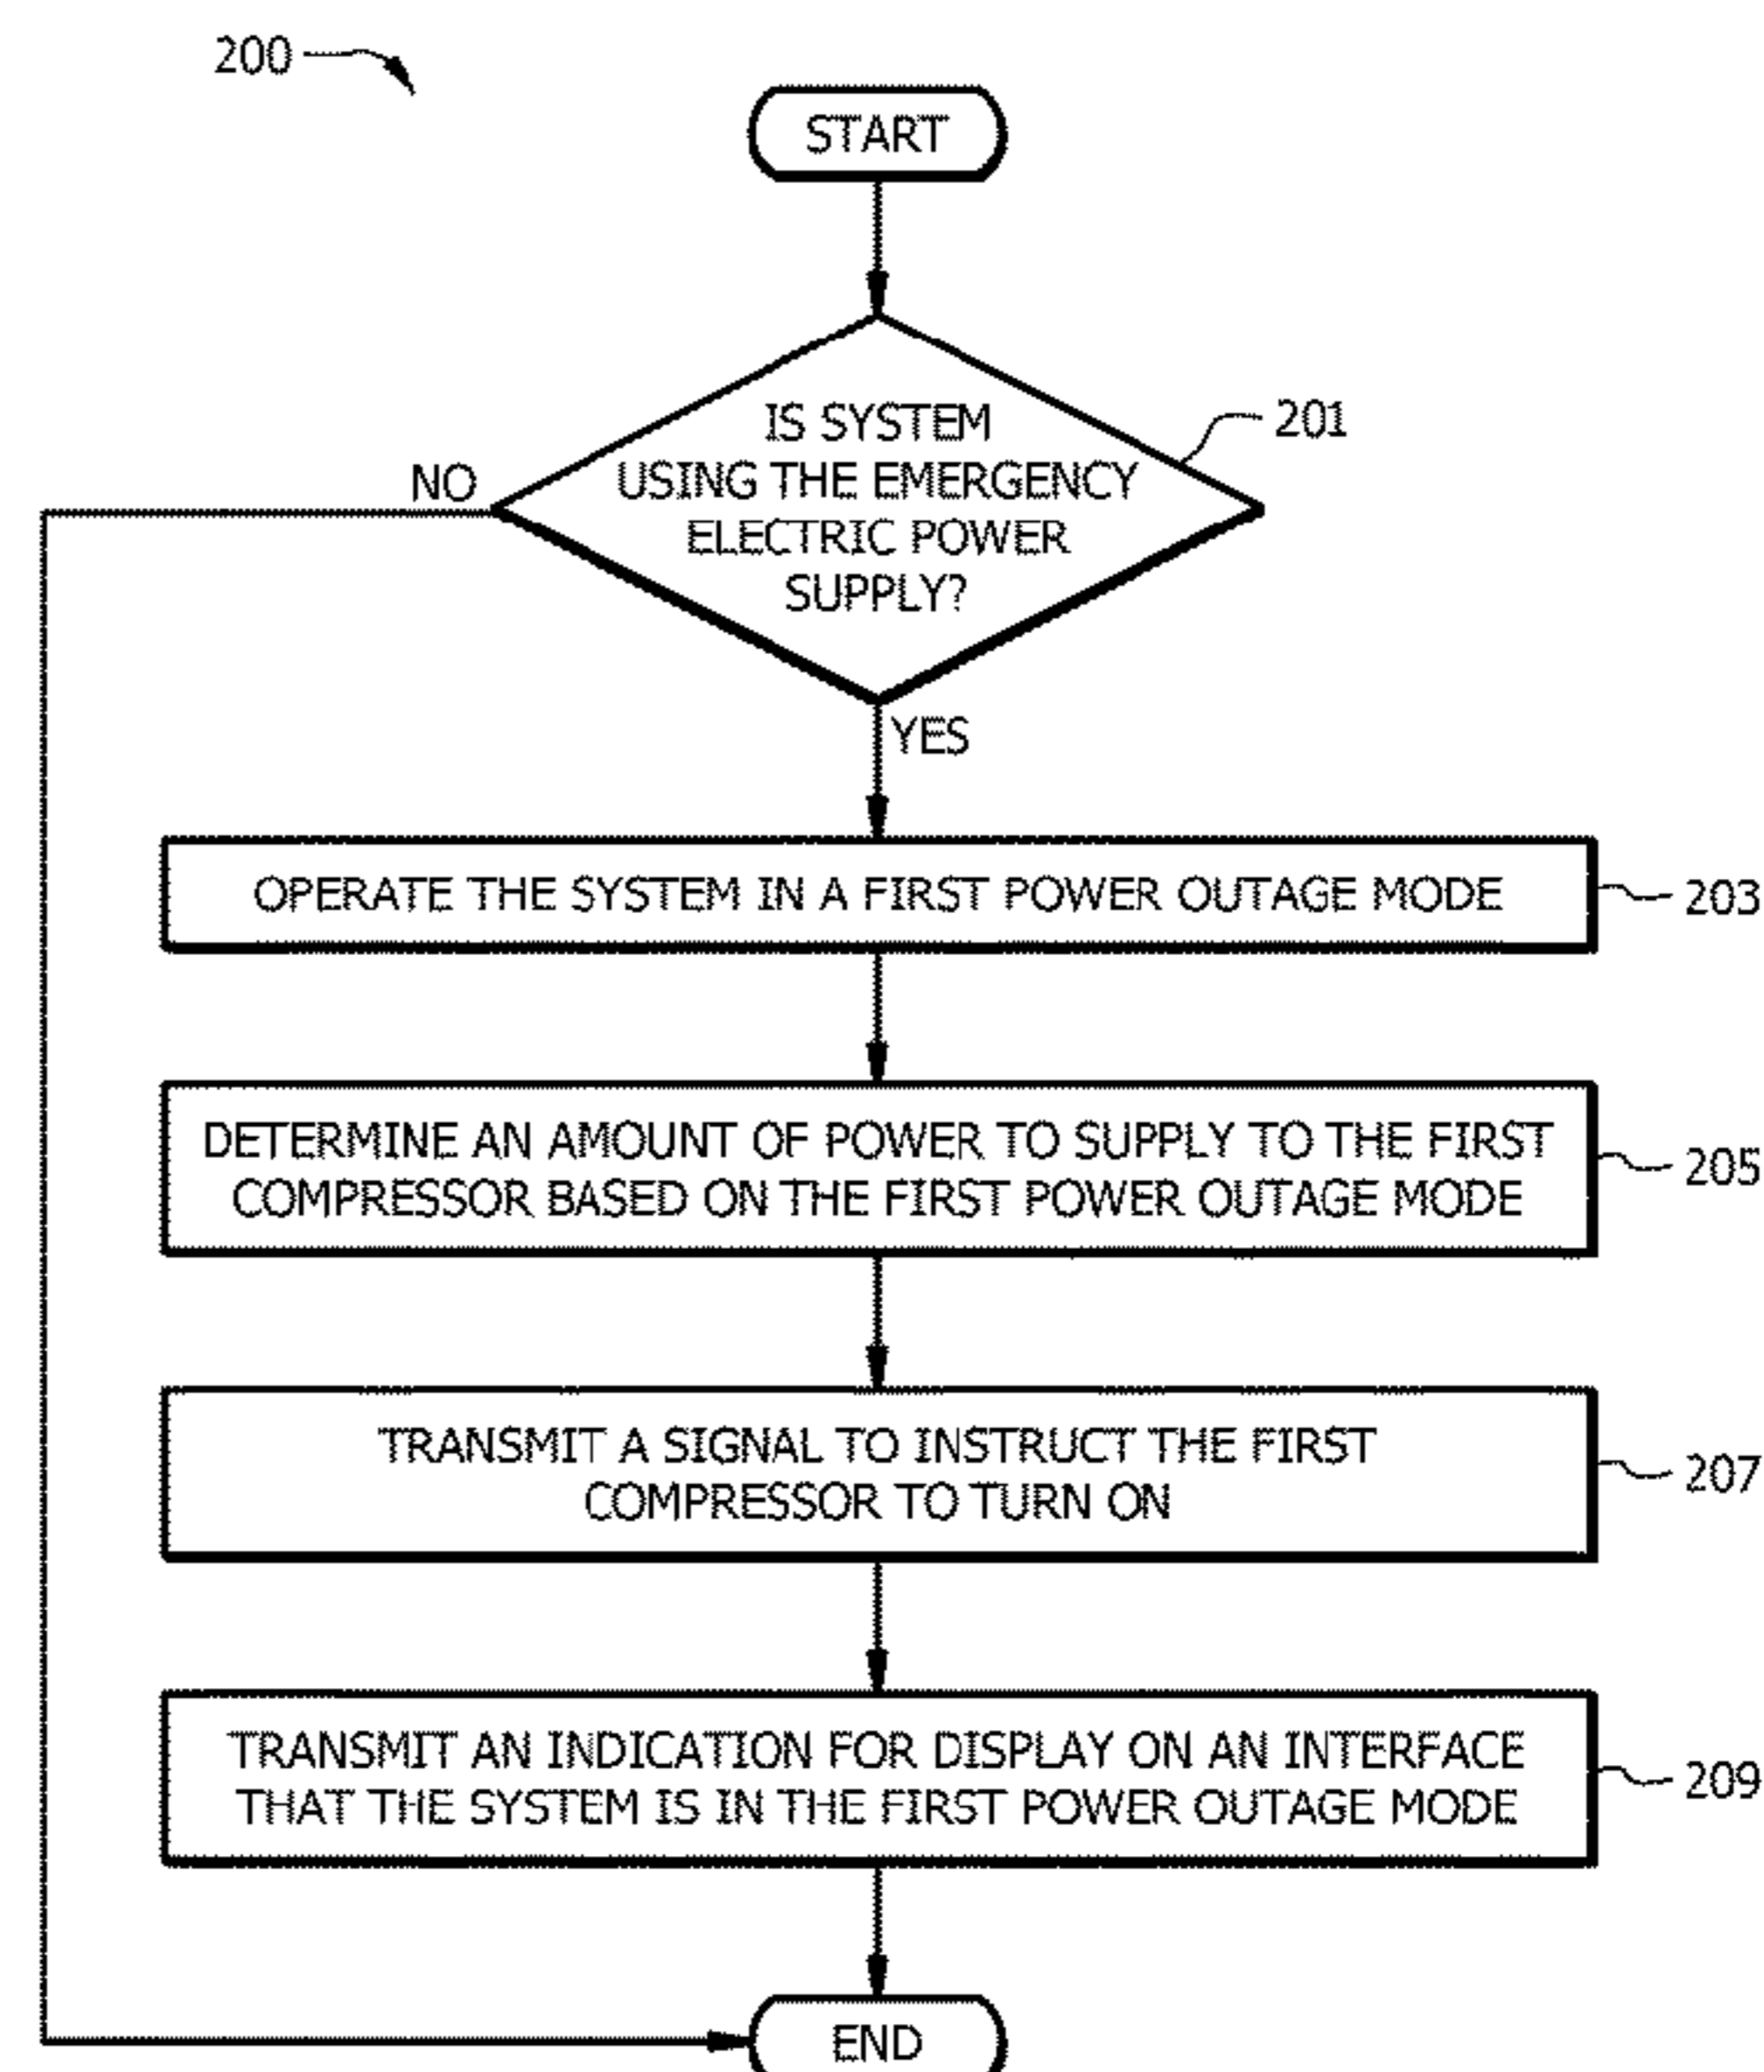 200
START
IS SYSTEM
USING THE EMERGENCY
ELECTRIC POWER
SUPPLY?
201
NO
YES
OPERATE THE SYSTEM IN A FIRST POWER OUTAGE MODE
203
DETERMINE AN AMOUNT OF POWER TO SUPPLY TO THE FIRST
COMPRESSOR BASED ON THE FIRST POWER OUTAGE MODE
205
TRANSMIT A SIGNAL TO INSTRUCT THE FIRST
COMPRESSOR TO TURN ON
207
TRANSMIT AN INDICATION FOR DISPLAY ON AN INTERFACE
THAT THE SYSTEM IS IN THE FIRST POWER OUTAGE MODE
209
END